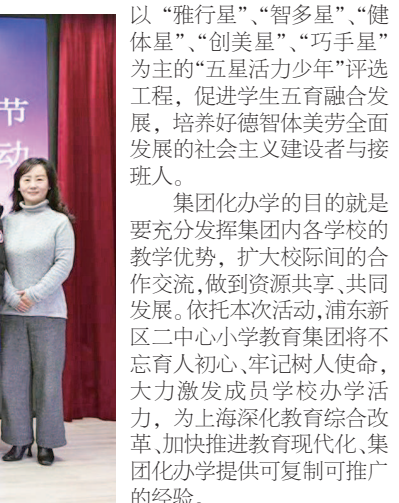 节
动
以“雅行星”、“智多星”、“健
体星”、“创美星”、“巧手星”
为主的“五星活力少年”评选
工程，促进学生五育融合发
展，培养好德智体美劳全面
发展的社会主义建设者与接
班人。
集团化办学的目的就是
要充分发挥集团内各学校的
教学优势，扩大校际间的合
作交流，做到资源共享、共同
发展。依托本次活动，浦东新
区二中心小学教育集团将不
忘育人初心、牢记树人使命，
大力激发成员学校办学活
力，为上海深化教育综合改
革、加快推进教育现代化、集
团化办学提供可复制可推广
的经验。